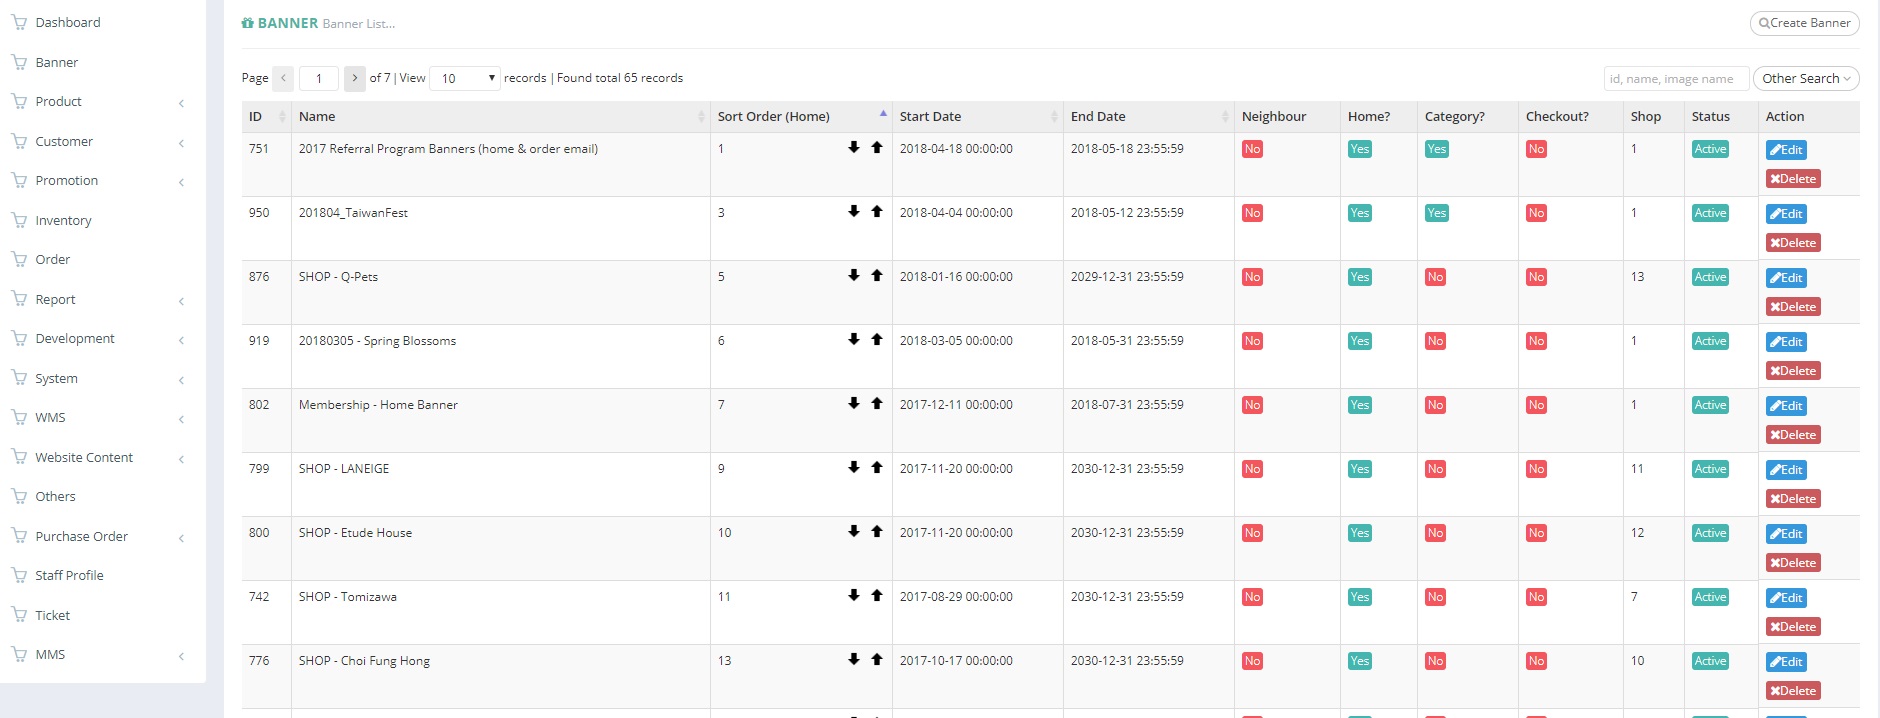 Dashboard
Banner
Product
Customer
Promotion
Inventory
Order
Report
Development
System
WMS
Website Content
Others
Purchase Order
Staff Profile
Ticket
MMS
BANNER Banner List...
Create Banner
Page 1 of 7 | View 10 records | Found total 65 records
id, name, image name Other Search
ID Name Sort Order (Home) Start Date End Date Neighbour Home? Category? Checkout? Shop Status Action
751 2017 Referral Program Banners (home & order email) 1 2018-04-18 00:00:00 2018-05-18 23:55:59 No Yes Yes No 1 Active Edit
Delete
950 201804_TaiwanFest 3 2018-04-04 00:00:00 2018-05-12 23:55:59 No Yes Yes No 1 Active Edit
Delete
876 SHOP - Q-Pets 5 2018-01-16 00:00:00 2029-12-31 23:55:59 No Yes No No 13 Active Edit
Delete
919 20180305 - Spring Blossoms 6 2018-03-05 00:00:00 2018-05-31 23:55:59 No Yes No No 1 Active Edit
Delete
802 Membership - Home Banner 7 2017-12-11 00:00:00 2018-07-31 23:55:59 No Yes No No 1 Active Edit
Delete
799 SHOP - LANEIGE 9 2017-11-20 00:00:00 2030-12-31 23:55:59 No Yes No No 11 Active Edit
Delete
800 SHOP - Etude House 10 2017-11-20 00:00:00 2030-12-31 23:55:59 No Yes No No 12 Active Edit
Delete
742 SHOP - Tomizawa 11 2017-08-29 00:00:00 2030-12-31 23:55:59 No Yes No No 7 Active Edit
Delete
776 SHOP - Choi Fung Hong 13 2017-10-17 00:00:00 2030-12-31 23:55:59 No Yes No No 10 Active Edit
Delete